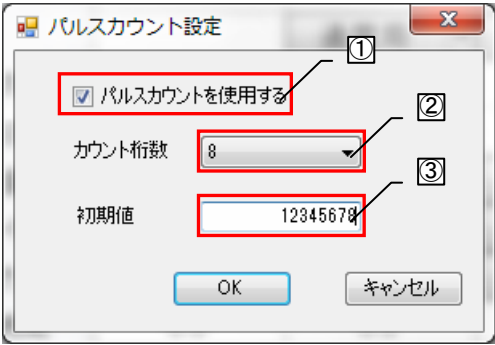 パルスカウント設定
①
パルスカウントを使用する
②
カウント桁数 8
③
初期値 12345678
OK キャンセル